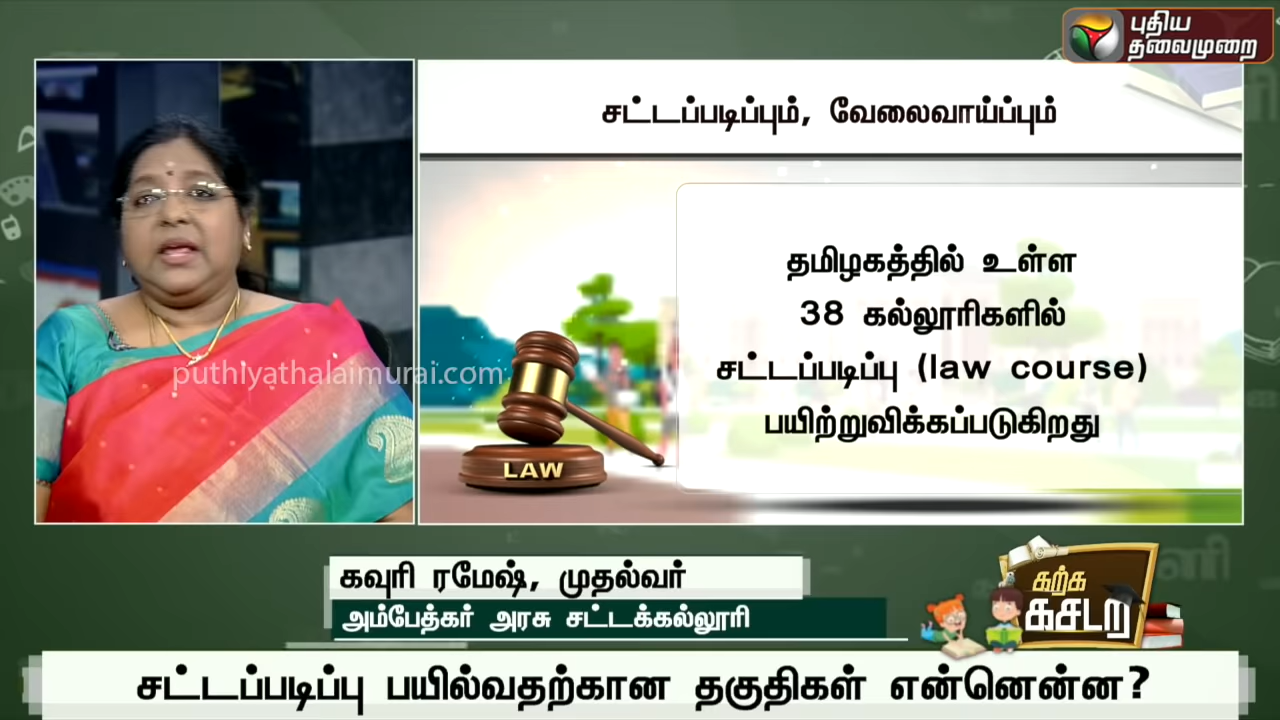 புதிய
தலைமுறை
சட்டப்படிப்பும், வேலைவாய்ப்பும்
தமிழகத்தில் உள்ள
38 கல்லூரிகளில்
சட்டப்படிப்பு (law course)
பயிற்றுவிக்கப்படுகிறது
puthiyathalaimurai.com
LAW
கவுரி ரமேஷ், முதல்வர்
அம்பேத்கர் அரசு சட்டக்கல்லூரி
கற்க
கசடற
சட்டப்படிப்பு பயில்வதற்கான தகுதிகள் என்னென்ன?